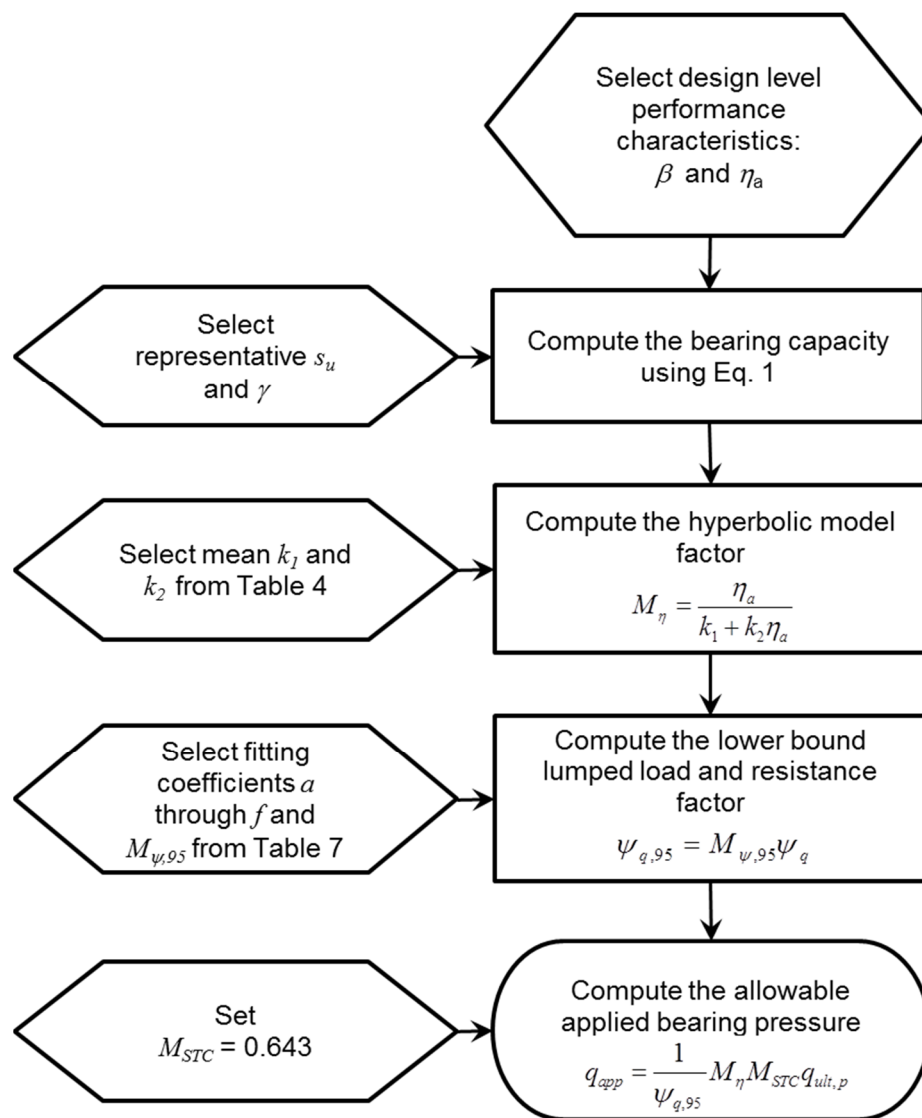 Select design level
performance
characteristics:
β and ηa
Select
representative su
and γ
Compute the bearing capacity
using Eq. 1
Select mean k1 and
k2 from Table 4
Compute the hyperbolic model
factor
Mη = ηa / (k1 + k2ηa)
Select fitting
coefficients a
through f and
Mψ,95 from Table 7
Compute the lower bound
lumped load and resistance
factor
ψq,95 = Mψ,95ψq
Set
MSTC = 0.643
Compute the allowable
applied bearing pressure
qapp = 1 / ψq,95 MηMSTCqult,p